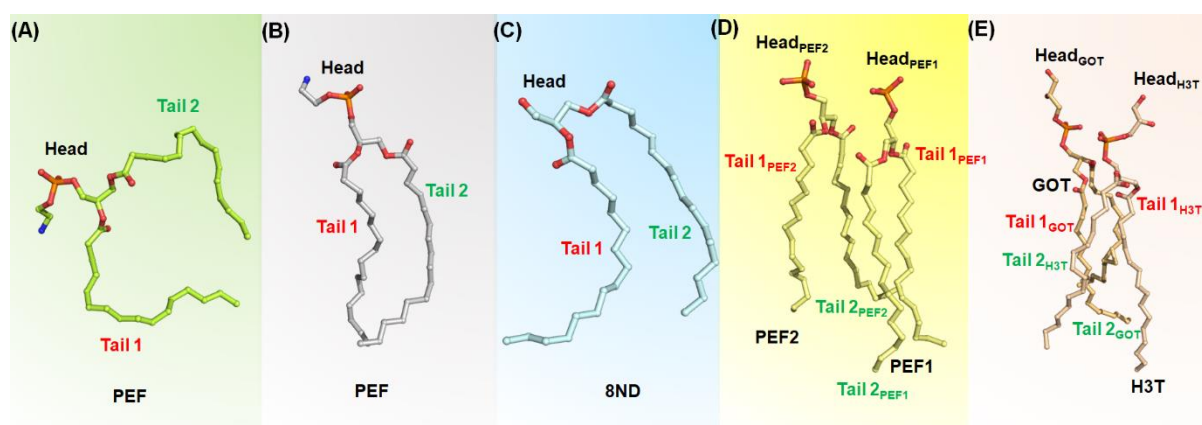 (A)
Tail 2
Head
Tail 1
PEF
(B)
Head
Tail 2
Tail 1
PEF
(C)
Head
Tail 1
Tail 2
8ND
(D)
HeadPEF2
HeadPEF1
Tail 1PEF2
Tail 1PEF1
Tail 2PEF2
PEF2
PEF1
Tail 2PEF1
(E)
HeadGOT
HeadH3T
GOT
Tail 1H3T
Tail 1GOT
Tail 2H3T
Tail 2GOT
H3T